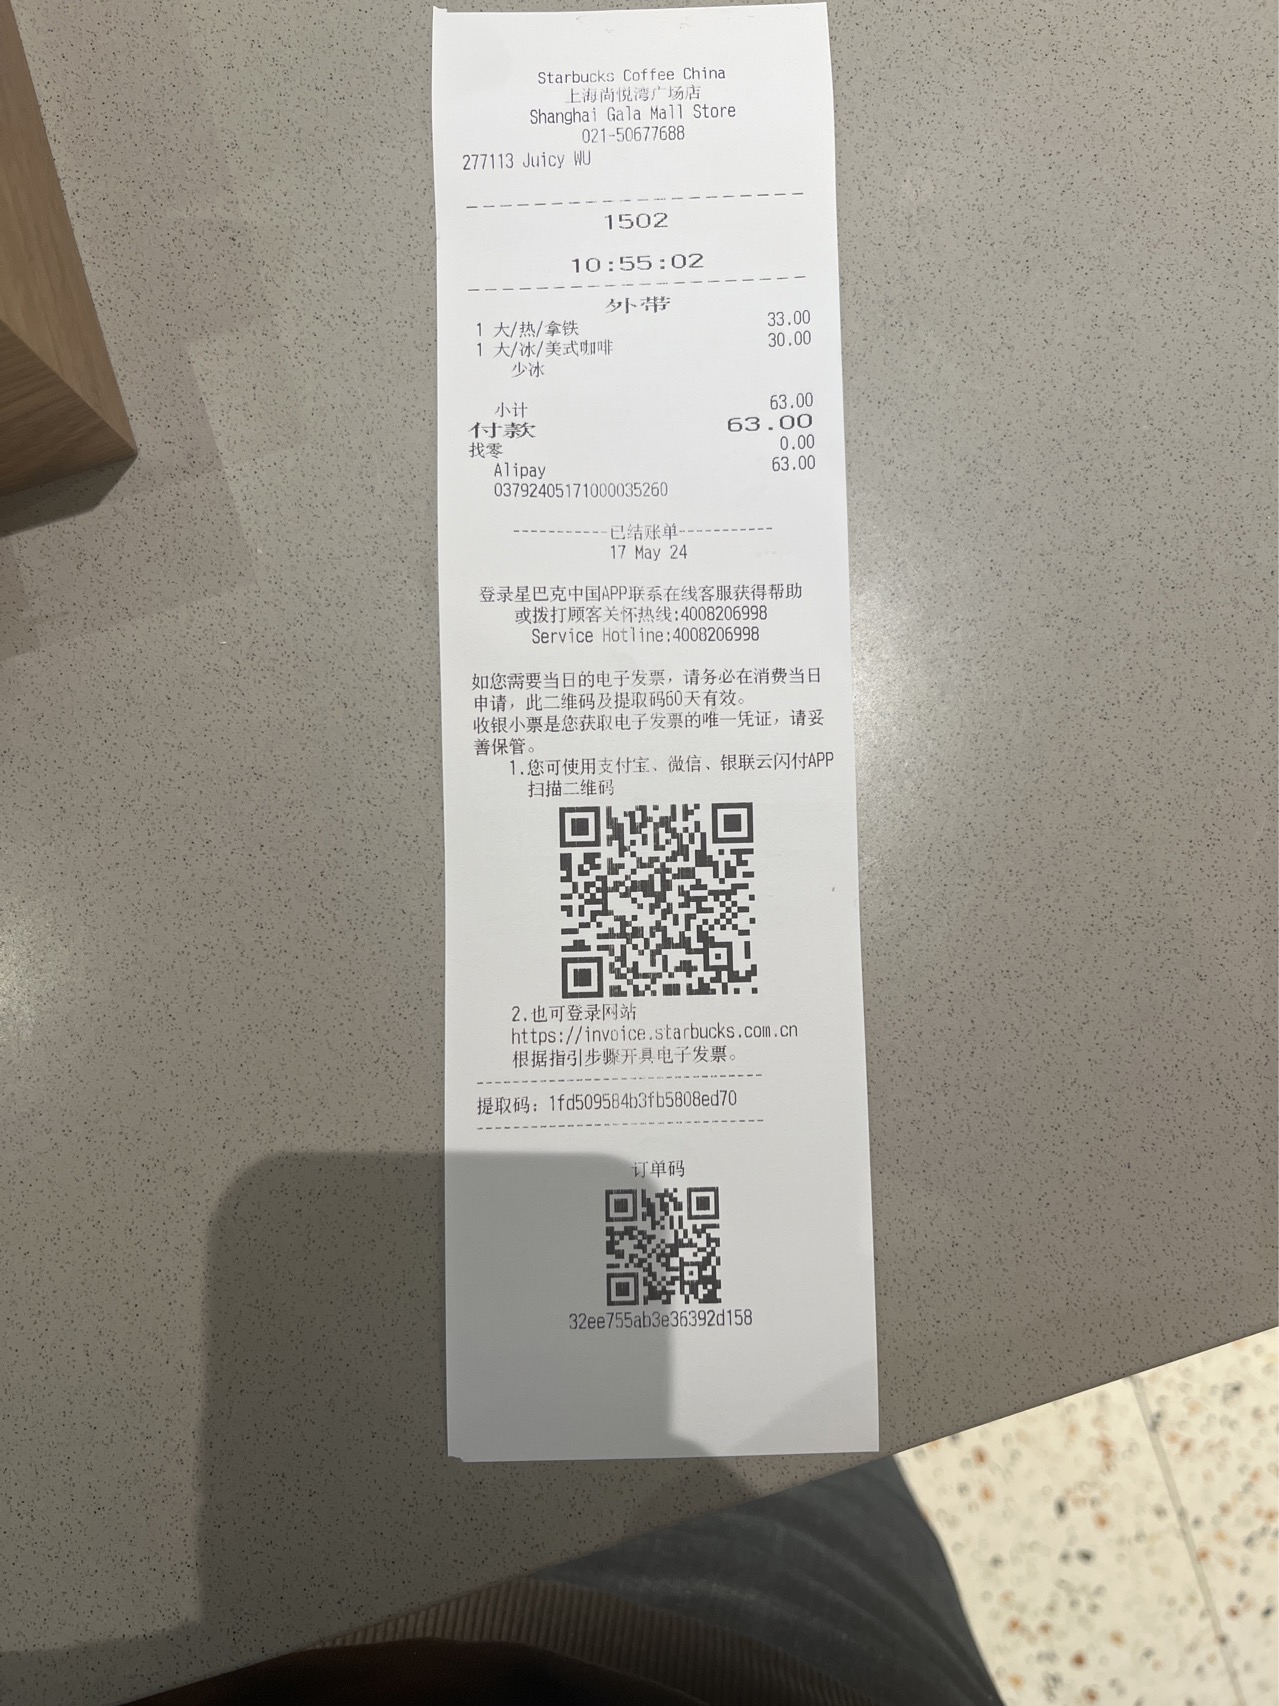 Starbucks Coffee China
上海尚悦湾广场店
Shanghai Gala Mall Store
021-50677688
277113 Juicy WU
1502
10:55:02
外带
1 大/热/拿铁 33.00
1 大/冰/美式咖啡 30.00
少冰
小计 63.00
付款 63.00
找零 0.00
Alipay 63.00
03792405171000035260
-----------已结账单-----------
17 May 24
登录星巴克中国APP联系在线客服获得帮助
或拨打顾客关怀热线:4008206998
Service Hotline:4008206998
如您需要当日的电子发票，请务必在消费当日
申请，此二维码及提取码60天有效。
收银小票是您获取电子发票的唯一凭证，请妥
善保管。
1.您可使用支付宝、微信、银联云闪付APP
扫描二维码
2.也可登录网站
https://invoice.starbucks.com.cn
根据指引步骤开具电子发票。
提取码：1fd509584b3fb5808ed70
订单码
32ee755ab3e36392d158